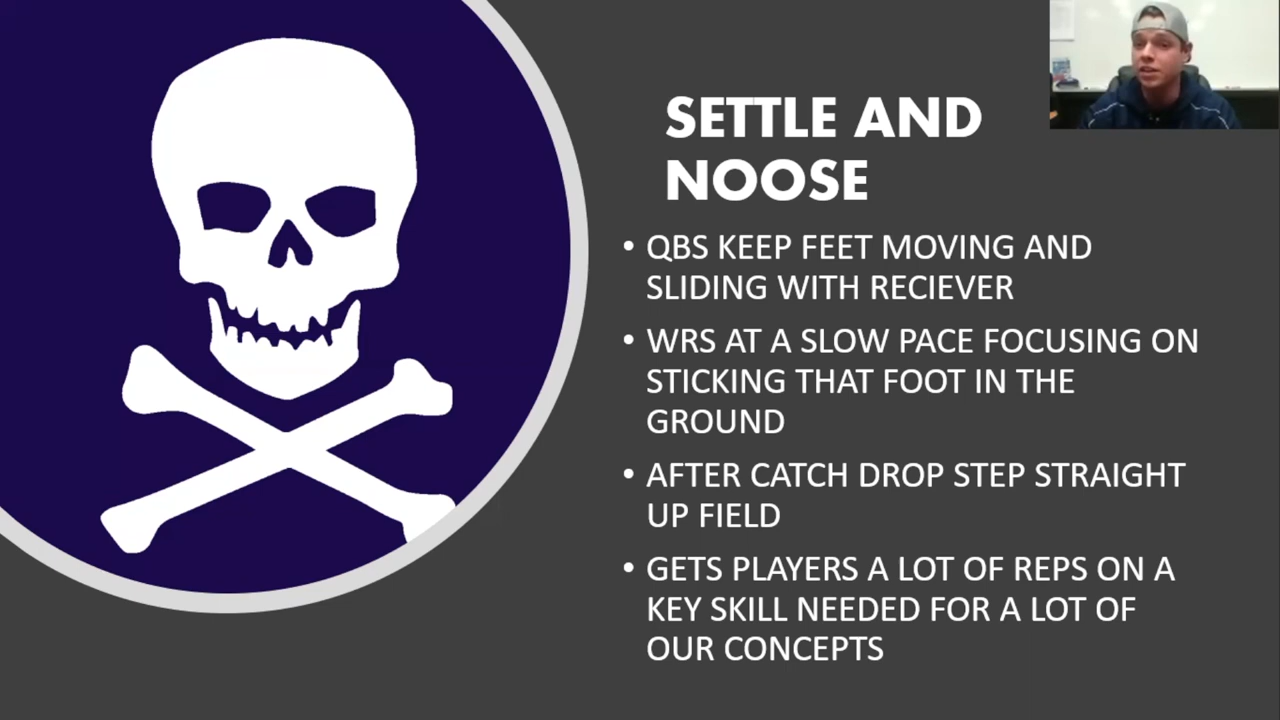 SETTLE AND
NOOSE
• QBS KEEP FEET MOVING AND
SLIDING WITH RECIEVER
• WRS AT A SLOW PACE FOCUSING ON
STICKING THAT FOOT IN THE
GROUND
• AFTER CATCH DROP STEP STRAIGHT
UP FIELD
• GETS PLAYERS A LOT OF REPS ON A
KEY SKILL NEEDED FOR A LOT OF
OUR CONCEPTS